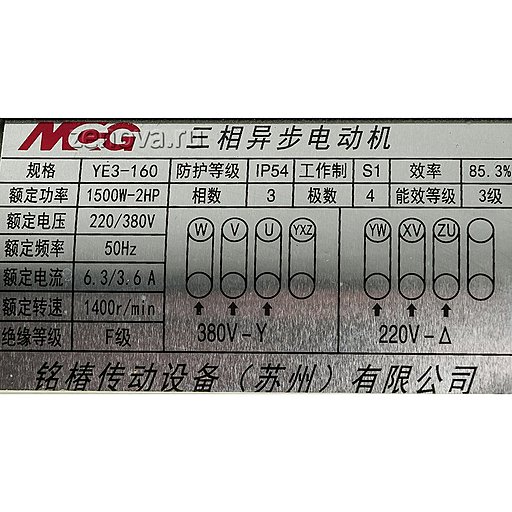 MCG 三相异步电动机
规格 YE3-160 防护等级 IP54 工作制 S1 效率 85.3%
额定功率 1500W-2HP 相数 3 极数 4 能效等级 3级
额定电压 220/380V
额定频率 50Hz
额定电流 6.3/3.6 A
额定转速 1400r/min
绝缘等级 F级
W V U YXZ YW XV ZU
380V-Y 220V-Δ
铭椿传动设备（苏州）有限公司